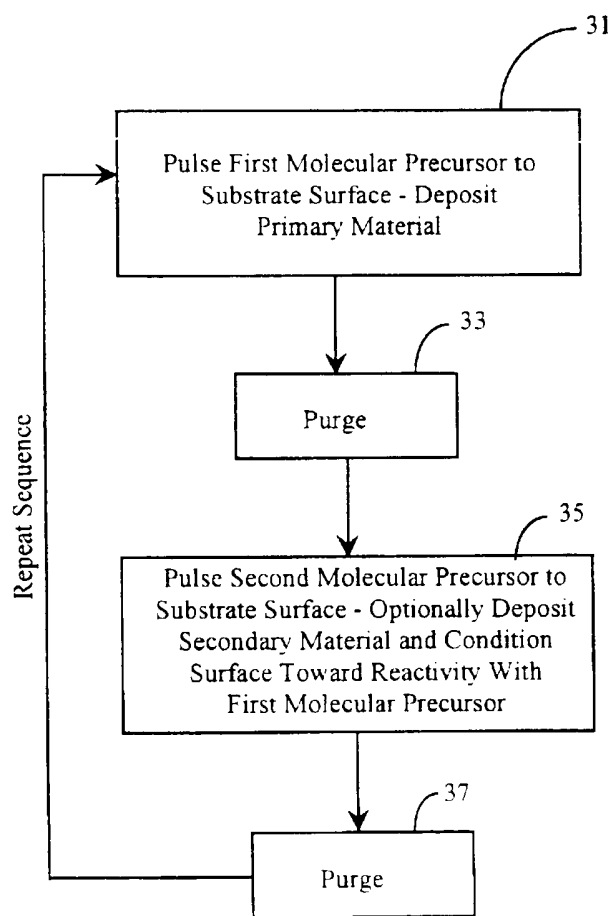 31
Pulse First Molecular Precursor to
Substrate Surface - Deposit
Primary Material
33
Purge
Repeat Sequence
35
Pulse Second Molecular Precursor to
Substrate Surface - Optionally Deposit
Secondary Material and Condition
Surface Toward Reactivity With
First Molecular Precursor
37
Purge